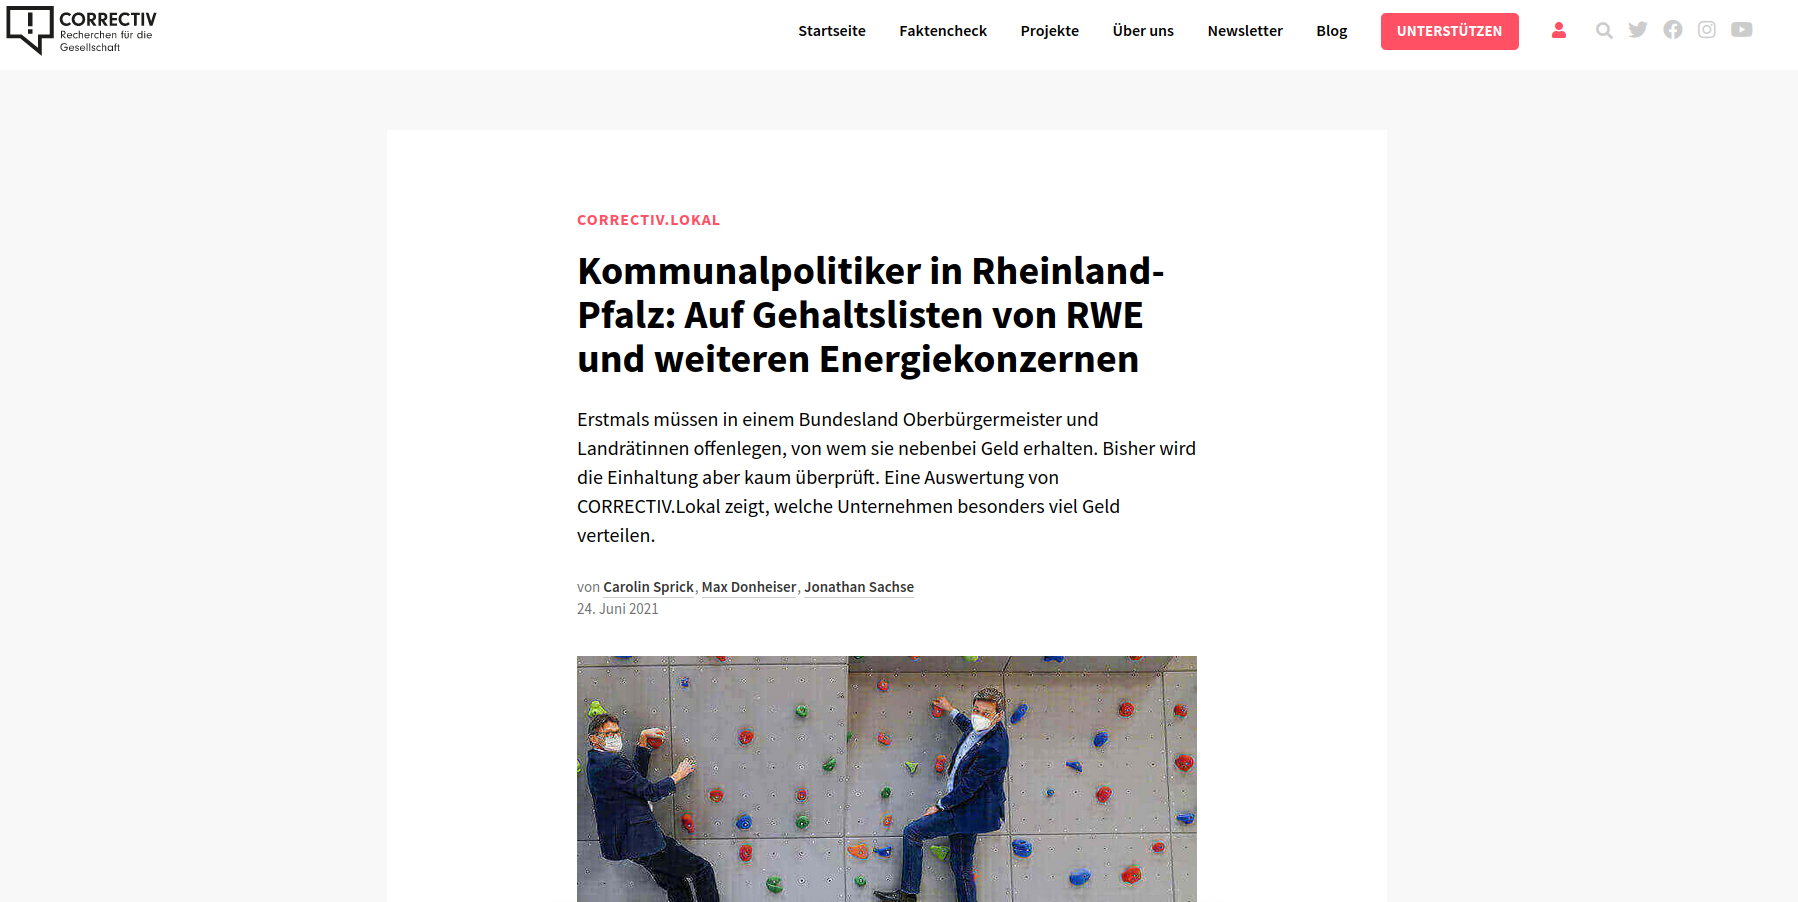 CORRECTIV
Recherchen für die
Gesellschaft
Startseite Faktencheck Projekte Über uns Newsletter Blog UNTERSTÜTZEN
CORRECTIV.LOKAL
Kommunalpolitiker in Rheinland-
Pfalz: Auf Gehaltslisten von RWE
und weiteren Energiekonzernen
Erstmals müssen in einem Bundesland Oberbürgermeister und
Landrätinnen offenlegen, von wem sie nebenbei Geld erhalten. Bisher wird
die Einhaltung aber kaum überprüft. Eine Auswertung von
CORRECTIV.Lokal zeigt, welche Unternehmen besonders viel Geld
verteilen.
von Carolin Sprick, Max Donheiser, Jonathan Sachse
24. Juni 2021